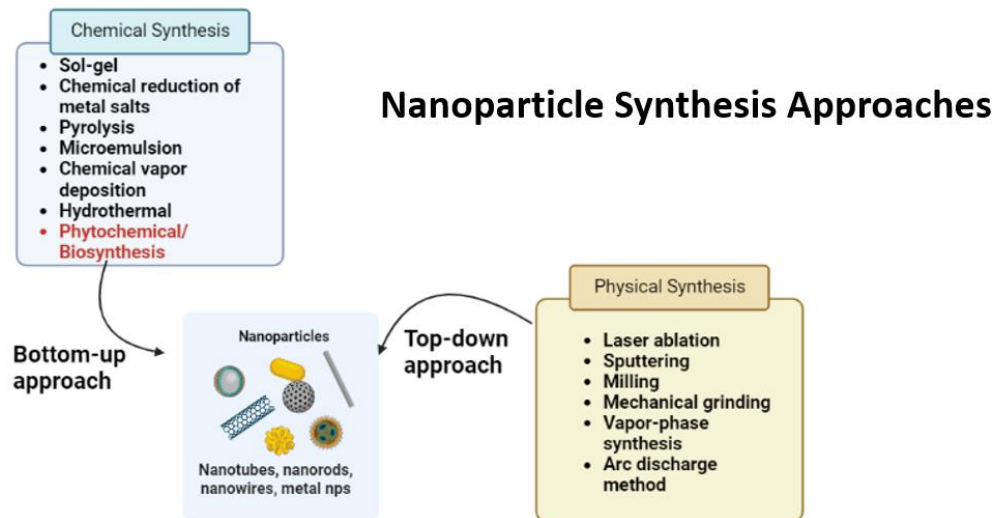 Chemical Synthesis
• Sol-gel
• Chemical reduction of
metal salts
• Pyrolysis
• Microemulsion
• Chemical vapor
deposition
• Hydrothermal
• Phytochemical/
Biosynthesis
Nanoparticle Synthesis Approaches
Bottom-up
approach
Nanoparticles
Nanotubes, nanorods,
nanowires, metal nps
Top-down
approach
Physical Synthesis
• Laser ablation
• Sputtering
• Milling
• Mechanical grinding
• Vapor-phase
synthesis
• Arc discharge
method